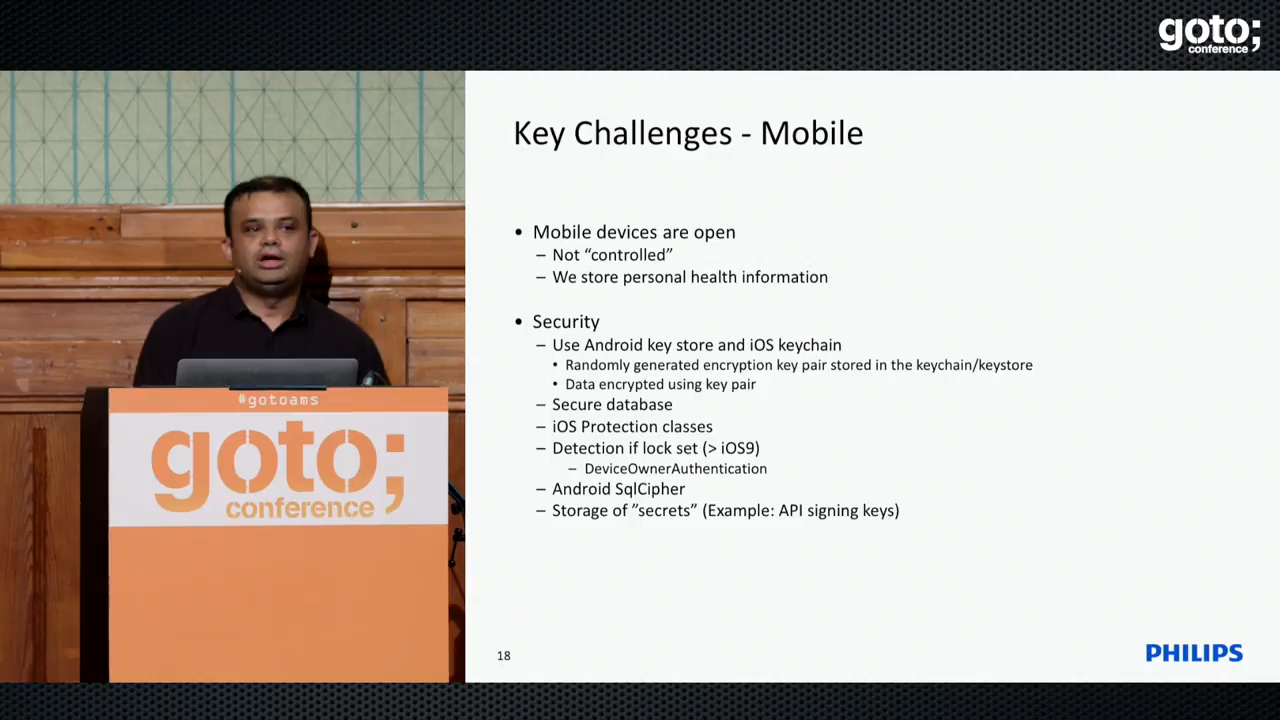 goto;
conference
Key Challenges - Mobile
• Mobile devices are open
– Not “controlled”
– We store personal health information
• Security
– Use Android key store and iOS keychain
• Randomly generated encryption key pair stored in the keychain/keystore
• Data encrypted using key pair
– Secure database
– iOS Protection classes
– Detection if lock set (> iOS9)
– DeviceOwnerAuthentication
– Android SqlCipher
– Storage of ”secrets” (Example: API signing keys)
18
PHILIPS
#gotoams
goto;
conference